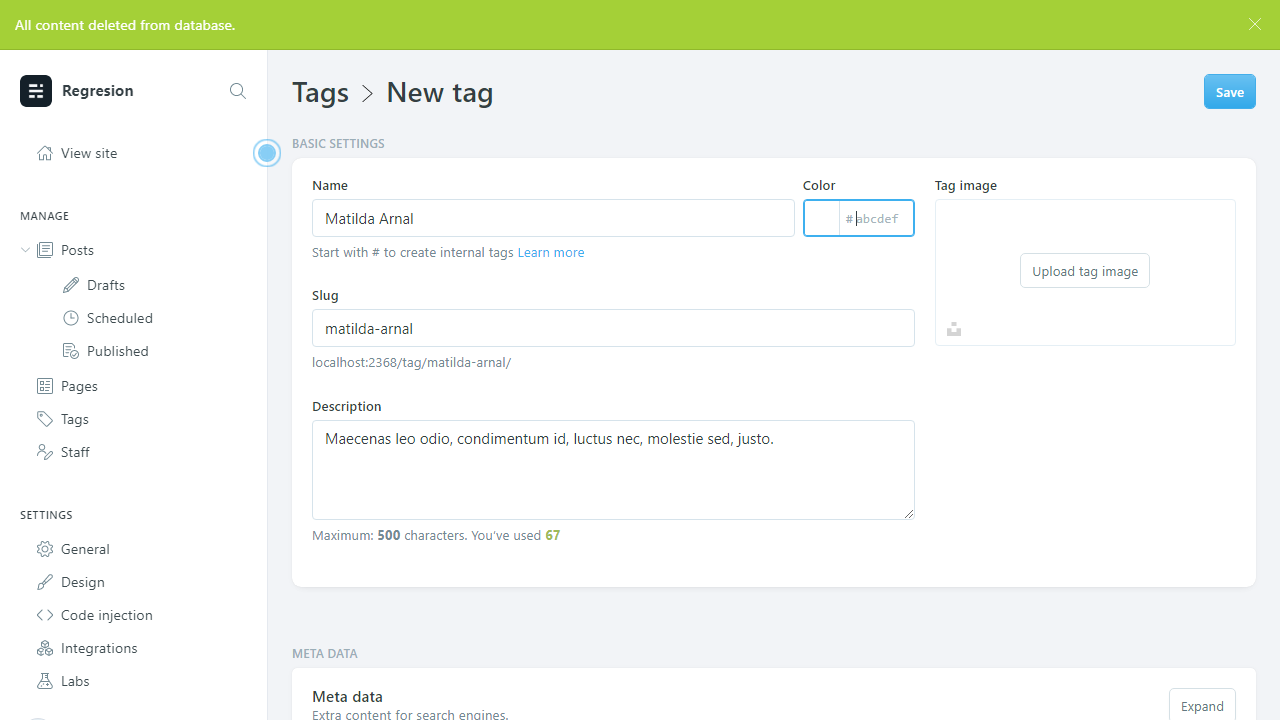 All content deleted from database.
Regresion
Tags > New tag
Save
View site
BASIC SETTINGS
Name
Color
Tag image
Matilda Arnal
# abcdef
Start with # to create internal tags Learn more
Upload tag image
MANAGE
Posts
Drafts
Scheduled
Published
Pages
Tags
Staff
Slug
matilda-arnal
localhost:2368/tag/matilda-arnal/
Description
Maecenas leo odio, condimentum id, luctus nec, molestie sed, justo.
Maximum: 500 characters. You've used 67
SETTINGS
General
Design
Code injection
Integrations
Labs
META DATA
Meta data
Extra content for search engines.
Expand